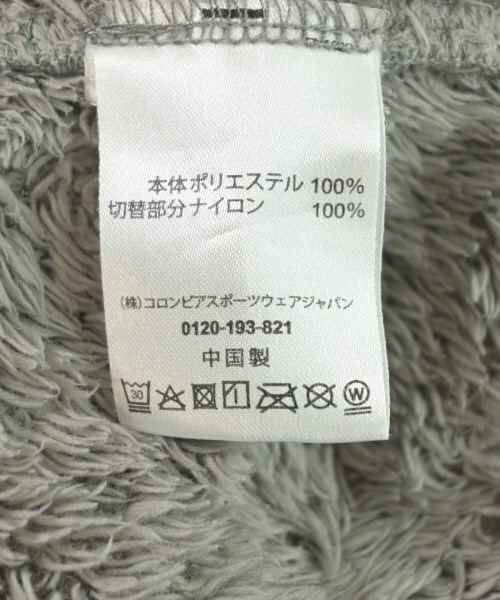 本体ポリエステル 100%
切替部分ナイロン 100%
(株)コロンビアスポーツウェアジャパン
0120-193-821
中国製
30 W